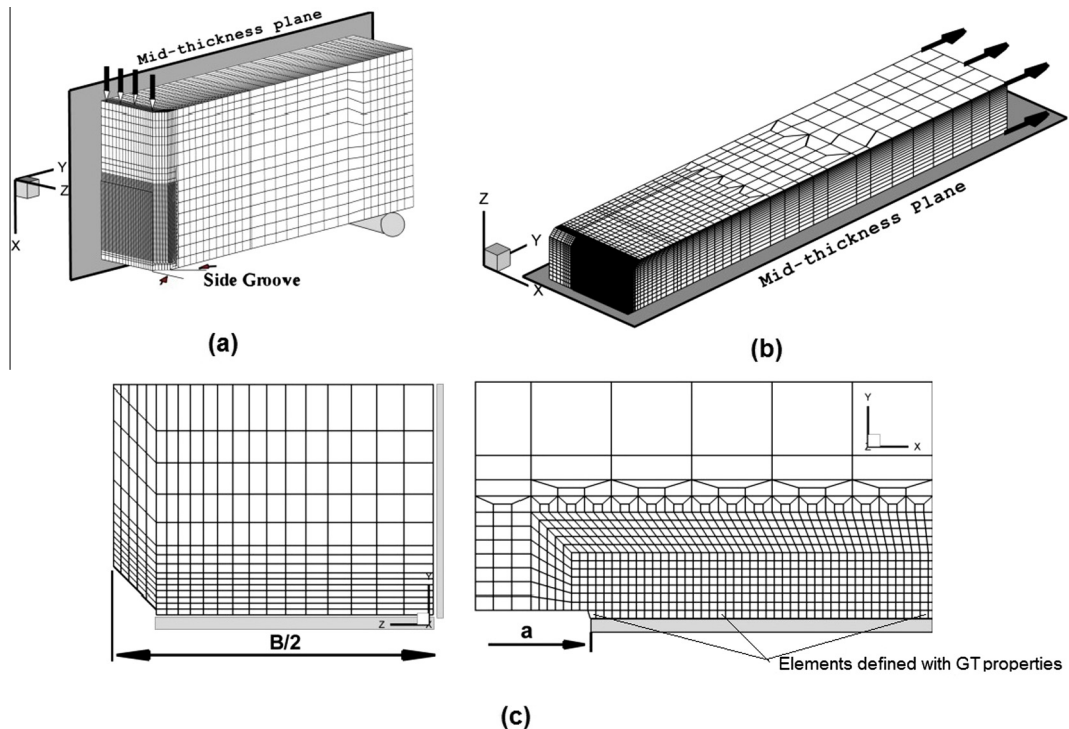 Mid-thickness plane
Y
Z
X
Side Groove
(a)
Z
Y
X
Mid-thickness Plane
(b)
Y
Z
X
B/2
Y
Z
X
a
Elements defined with GT properties
(c)